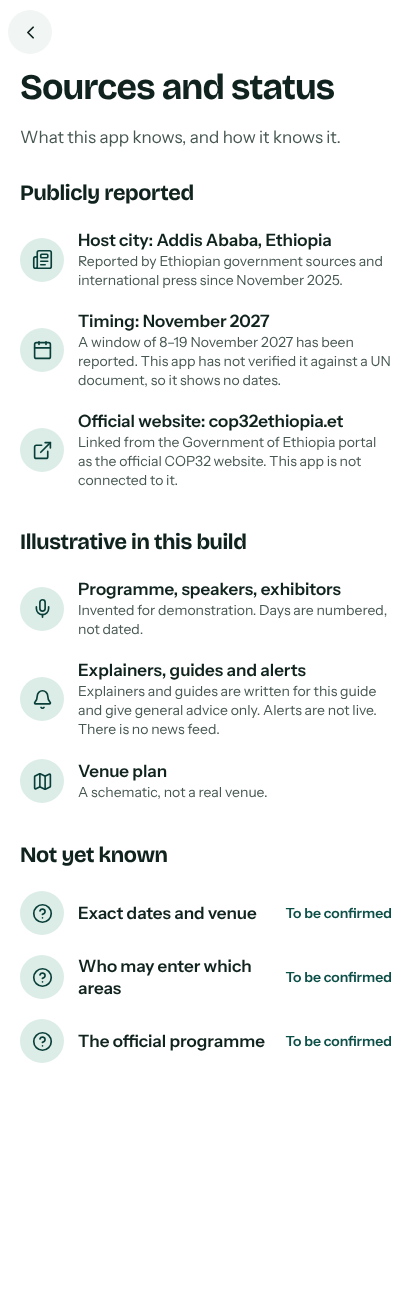 Sources and status
What this app knows, and how it knows it.
Publicly reported
Host city: Addis Ababa, Ethiopia
Reported by Ethiopian government sources and
international press since November 2025.
Timing: November 2027
A window of 8–19 November 2027 has been
reported. This app has not verified it against a UN
document, so it shows no dates.
Official website: cop32ethiopia.et
Linked from the Government of Ethiopia portal
as the official COP32 website. This app is not
connected to it.
Illustrative in this build
Programme, speakers, exhibitors
Invented for demonstration. Days are numbered,
not dated.
Explainers, guides and alerts
Explainers and guides are written for this guide
and give general advice only. Alerts are not live.
There is no news feed.
Venue plan
A schematic, not a real venue.
Not yet known
Exact dates and venue To be confirmed
Who may enter which
areas
To be confirmed
The official programme To be confirmed